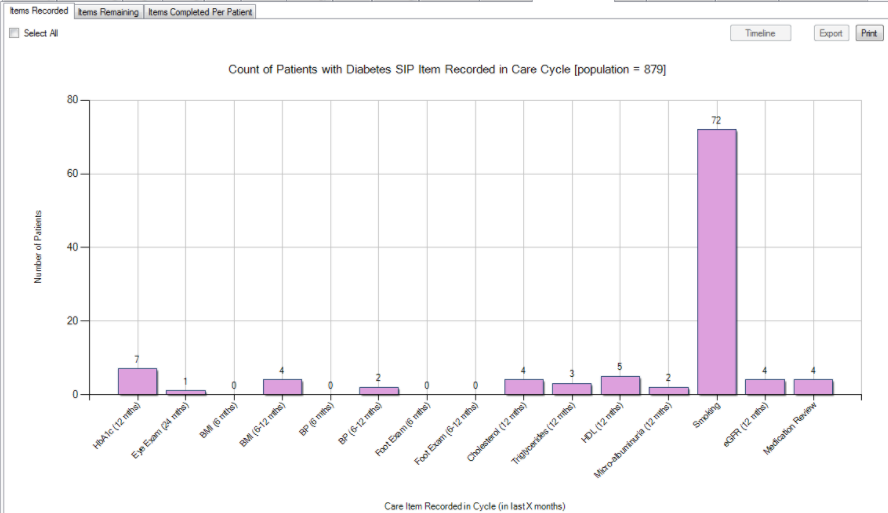 Items Recorded
Items Remaining
Items Completed Per Patient
Select All
Timeline
Export
Print
Count of Patients with Diabetes SIP Item Recorded in Care Cycle [population = 879]
Number of Patients
80
60
40
20
0
7
1
0
4
0
2
0
0
4
3
5
2
72
4
4
HbA1c (12 mths)
Eye Exam (24 mths)
BMI (6 mths)
BMI (6-12 mths)
BP (6 mths)
BP (6-12 mths)
Foot Exam (6 mths)
Foot Exam (6-12 mths)
Cholesterol (12 mths)
Triglycerides (12 mths)
HDL (12 mths)
Micro-albuminuria (12 mths)
Smoking
eGFR (12 mths)
Medication Review
Care Item Recorded in Cycle (in last X months)